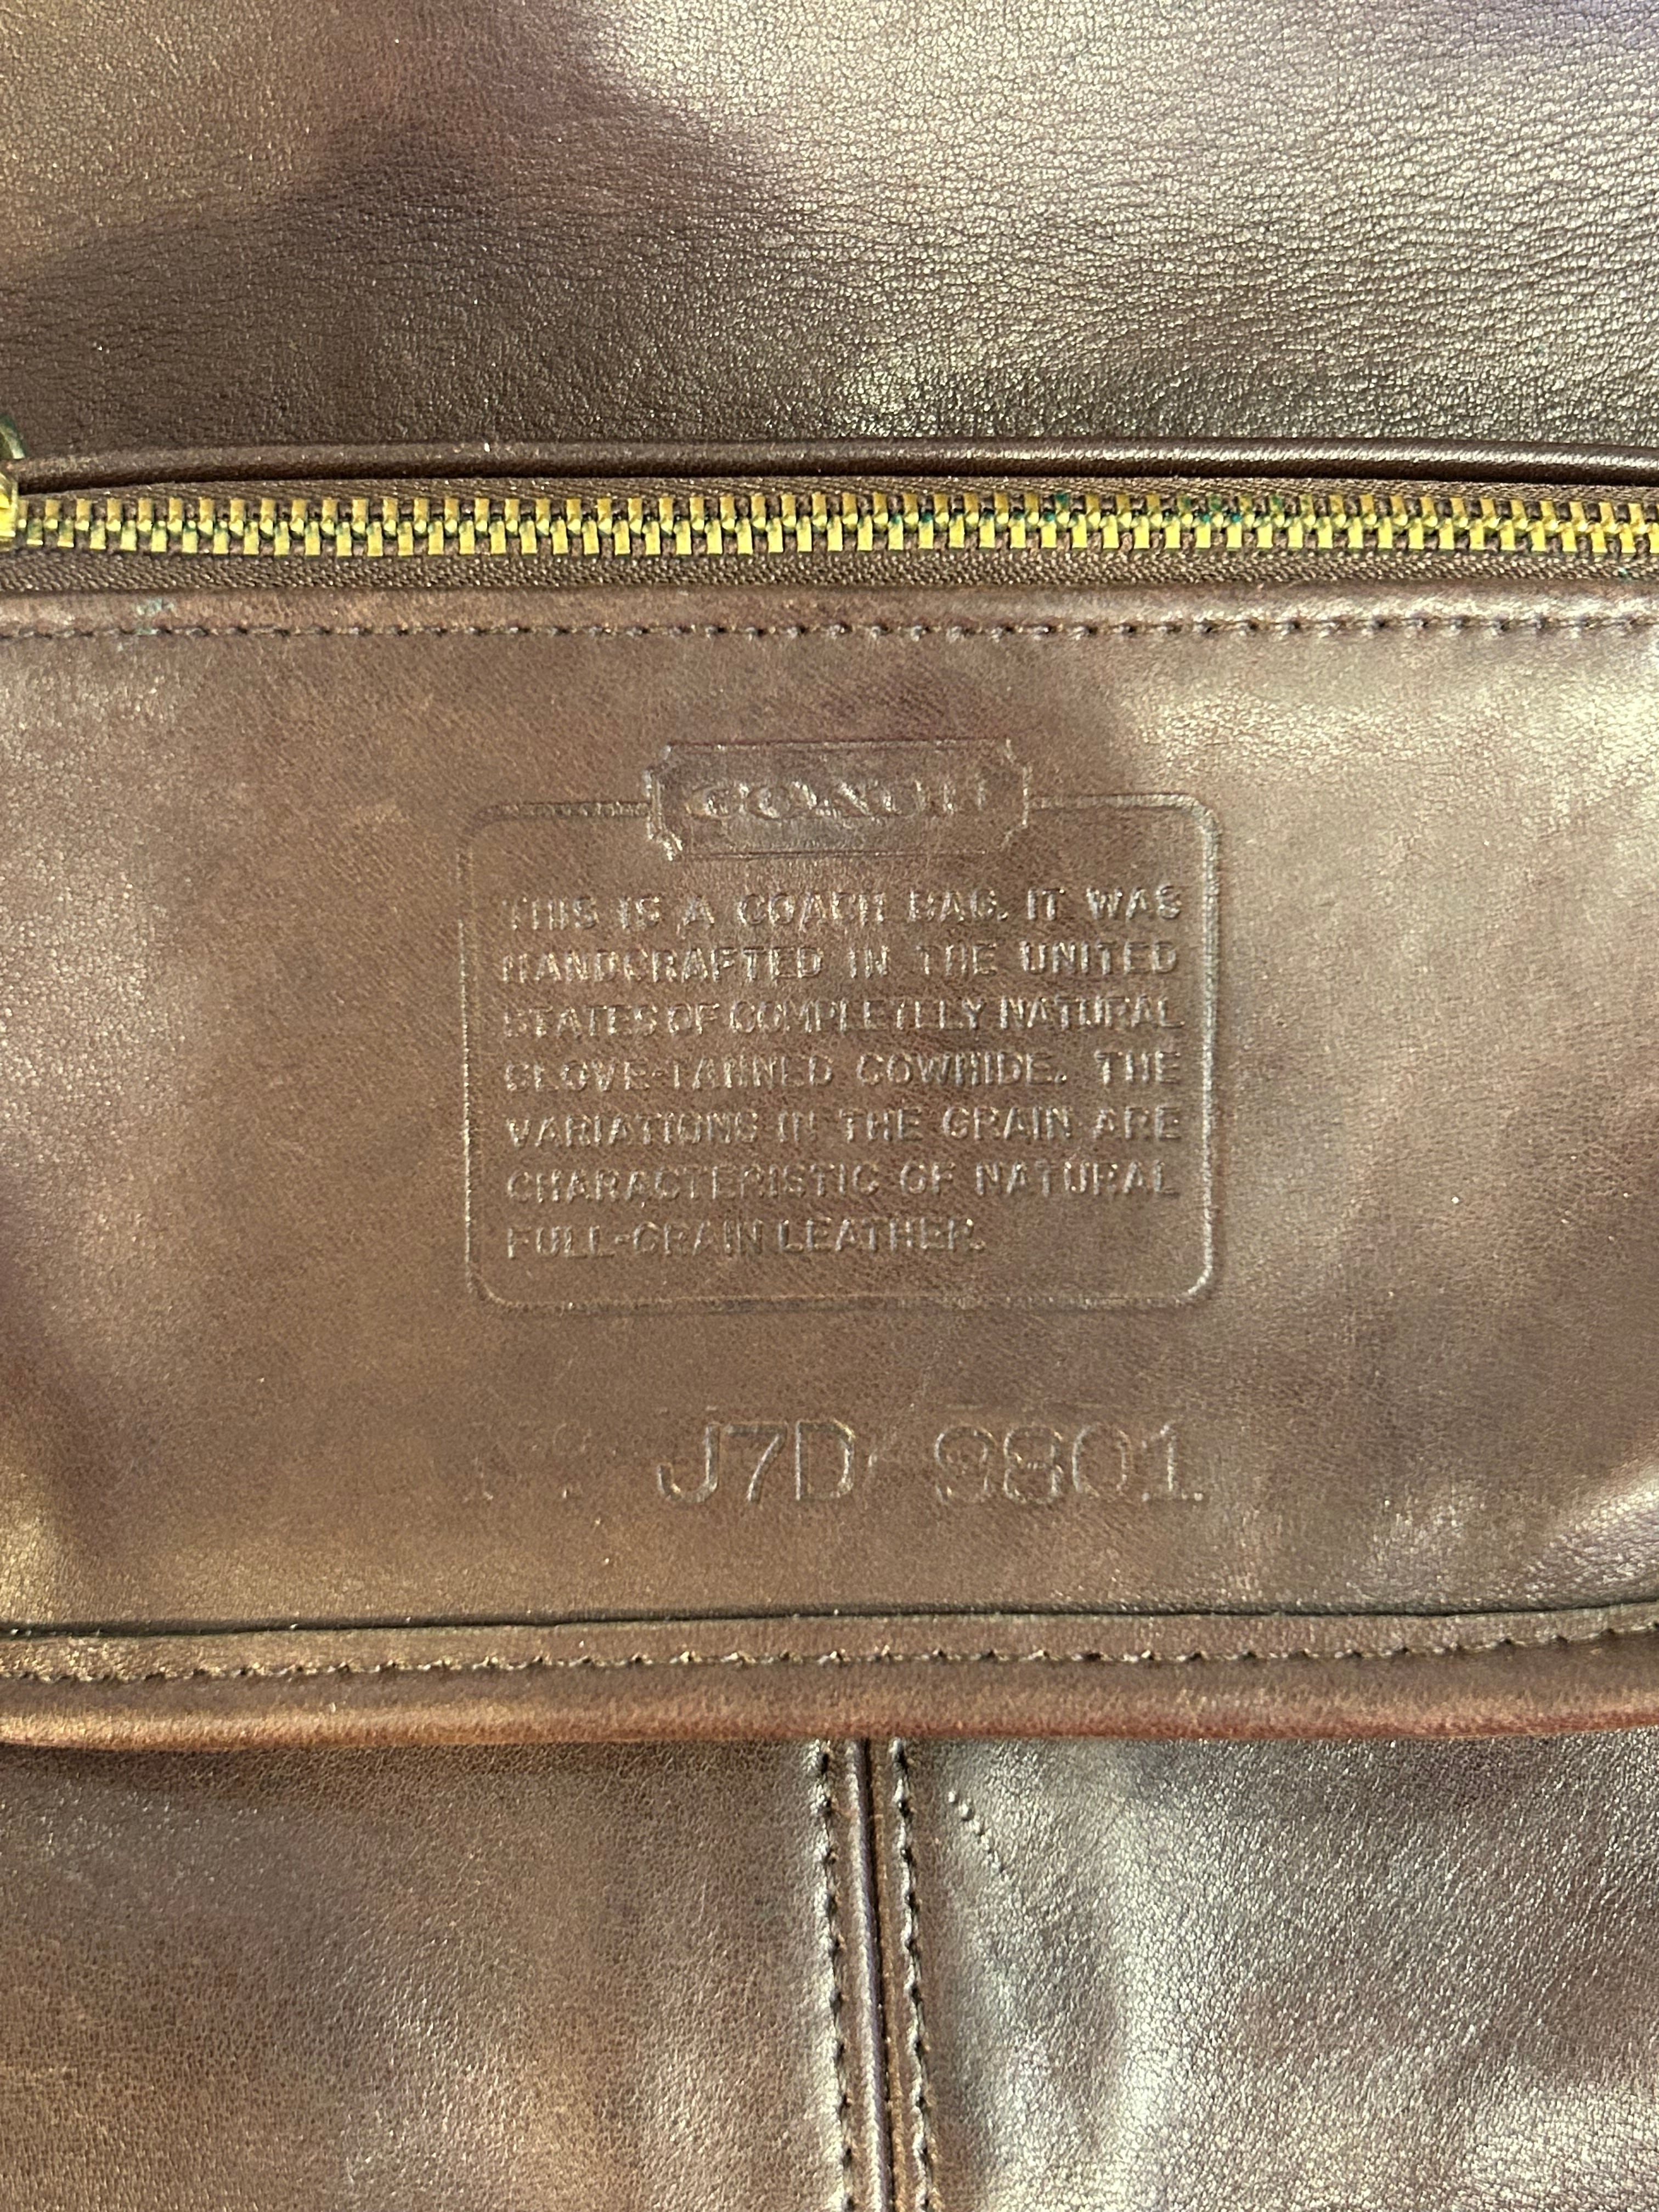 COACH
THIS IS A COACH BAG. IT WAS
HANDCRAFTED IN THE UNITED
STATES OF COMPLETELY NATURAL
GLOVE-TANNED COWHIDE. THE
VARIATIONS IN THE GRAIN ARE
CHARACTERISTIC OF NATURAL
FULL-GRAIN LEATHER.
Nº J7D-9801